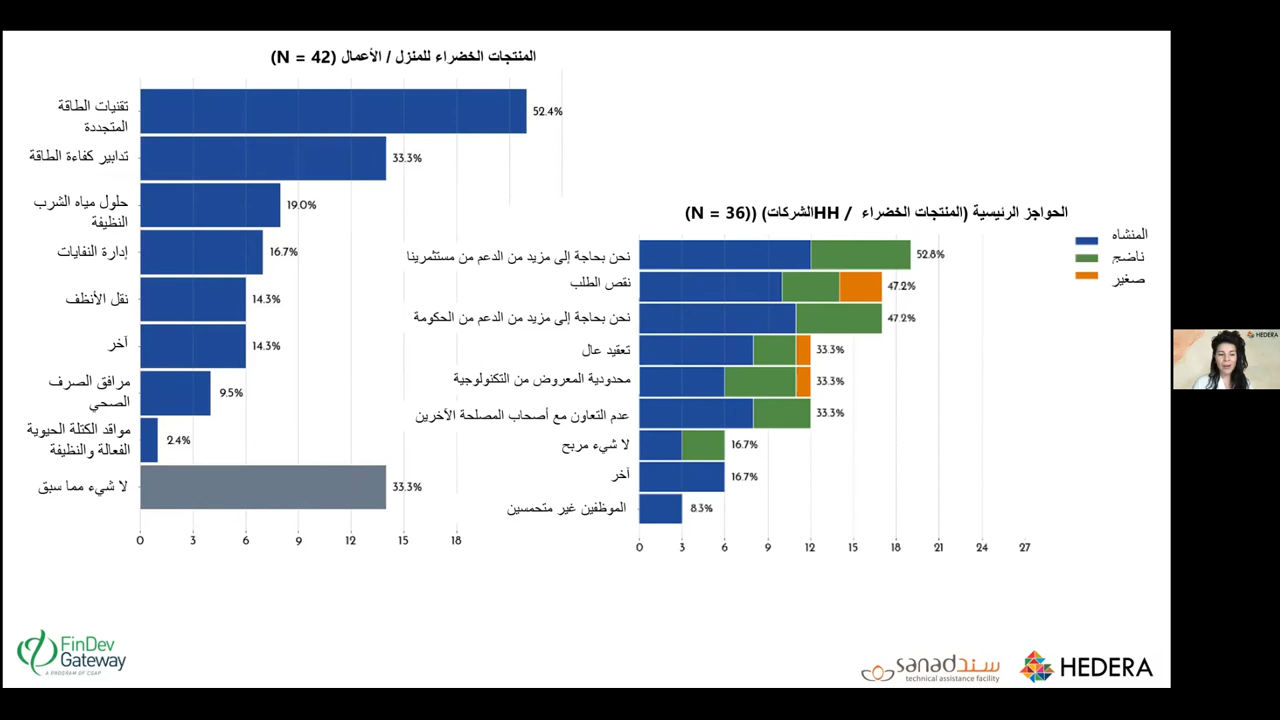 المنتجات الخضراء للمنزل / الأعمال (N = 42)
تقنيات الطاقة
المتجددة
52.4%
تدابير كفاءة الطاقة
33.3%
حلول مياه الشرب
النظيفة
19.0%
إدارة النفايات
16.7%
نقل الأنظف
14.3%
آخر
14.3%
مرافق الصرف
الصحي
9.5%
مواقد الكتلة الحيوية
الفعالة والنظيفة
2.4%
لا شيء مما سبق
33.3%
0 3 6 9 12 15 18
الحواجز الرئيسية (المنتجات الخضراء / HHالشركات) ((N = 36)
المنشاه
ناضج
صغير
نحن بحاجة إلى مزيد من الدعم من مستثمرينا
52.8%
نقص الطلب
47.2%
نحن بحاجة إلى مزيد من الدعم من الحكومة
47.2%
تعقيد عال
33.3%
محدودية المعروض من التكنولوجية
33.3%
عدم التعاون مع أصحاب المصلحة الآخرين
33.3%
لا شيء مربح
16.7%
آخر
16.7%
الموظفين غير متحمسين
8.3%
0 3 6 9 12 15 18 21 24 27
FinDev
Gateway
A PROGRAM OF CGAP
sanad سند
technical assistance facility
HEDERA
HEDERA